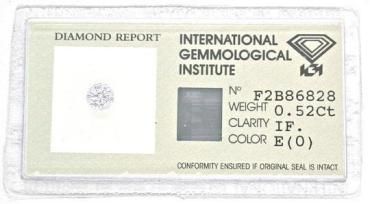 DIAMOND REPORT
INTERNATIONAL
GEMMOLOGICAL
INSTITUTE
Nº F2B86828
WEIGHT 0.52Ct
CLARITY IF.
COLOR E(0)
CONFORMITY ENSURED IF ORIGINAL SEAL IS INTACT